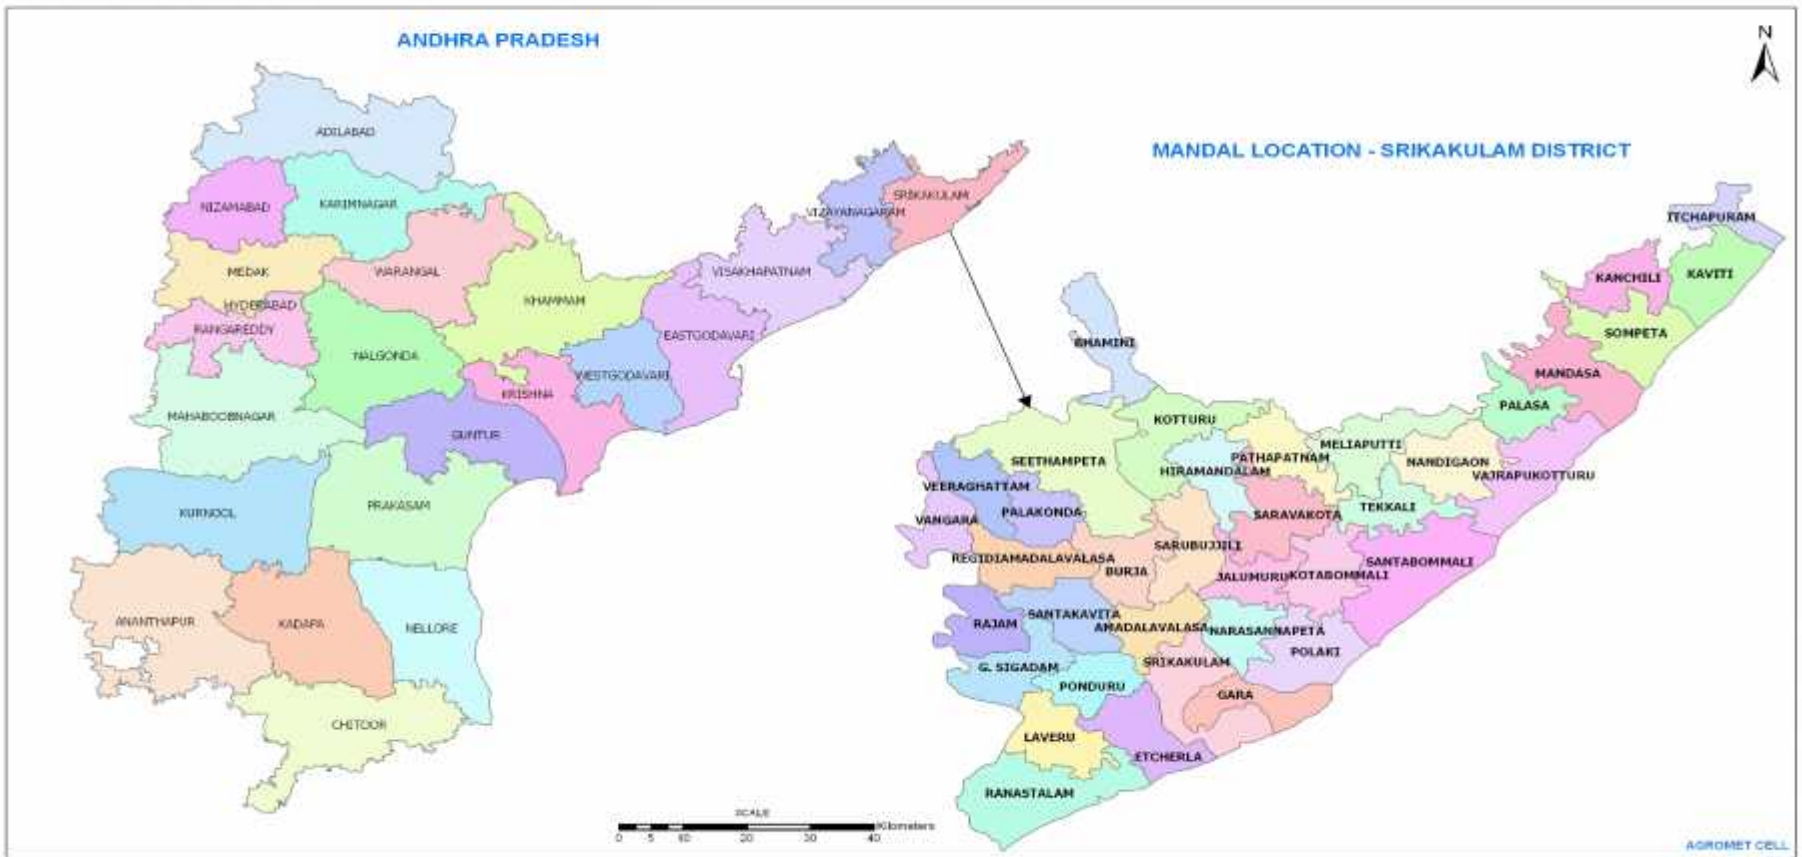 ANDHRA PRADESH
N
MANDAL LOCATION - SRIKAKULAM DISTRICT
ADILABAD
NIZAMABAD
KARIMNAGAR
MEDAK
WARANGAL
HYDERABAD
RANGAREDDY
KHAMMAM
NALGONDA
MAHABOOBNAGAR
KRISHNA
WESTGODAVARI
EASTGODAVARI
VISAKHAPATNAM
VIZAYANAGARAM
SRIKAKULAM
GUNTUR
KURNOOL
PRAKASAM
ANANTHAPUR
KADAPA
NELLORE
CHITOOR
ITCHAPURAM
KANCHILI
KAVITI
SOMPETA
MANDASA
PALASA
BHAMINI
KOTTURU
MELIAPUTTI
SEETHAMPETA
HIRAMANDALAM
PATHAPATNAM
NANDIGAON
VAJRAPUKOTTURU
VEERAGHATTAM
PALAKONDA
VANGARA
SARAVAKOTA
TEKKALI
REGIDIAMADALAVALASA
BURJA
SARUBUJJILI
JALUMURU
KOTABOMMALI
SANTABOMMALI
RAJAM
SANTAKAVITA
AMADALAVALASA
NARASANNAPETA
POLAKI
G. SIGADAM
PONDURU
SRIKAKULAM
GARA
LAVERU
ETCHERLA
RANASTALAM
SCALE
0 5 10 20 30 40 Kilometers
AGROMET CELL